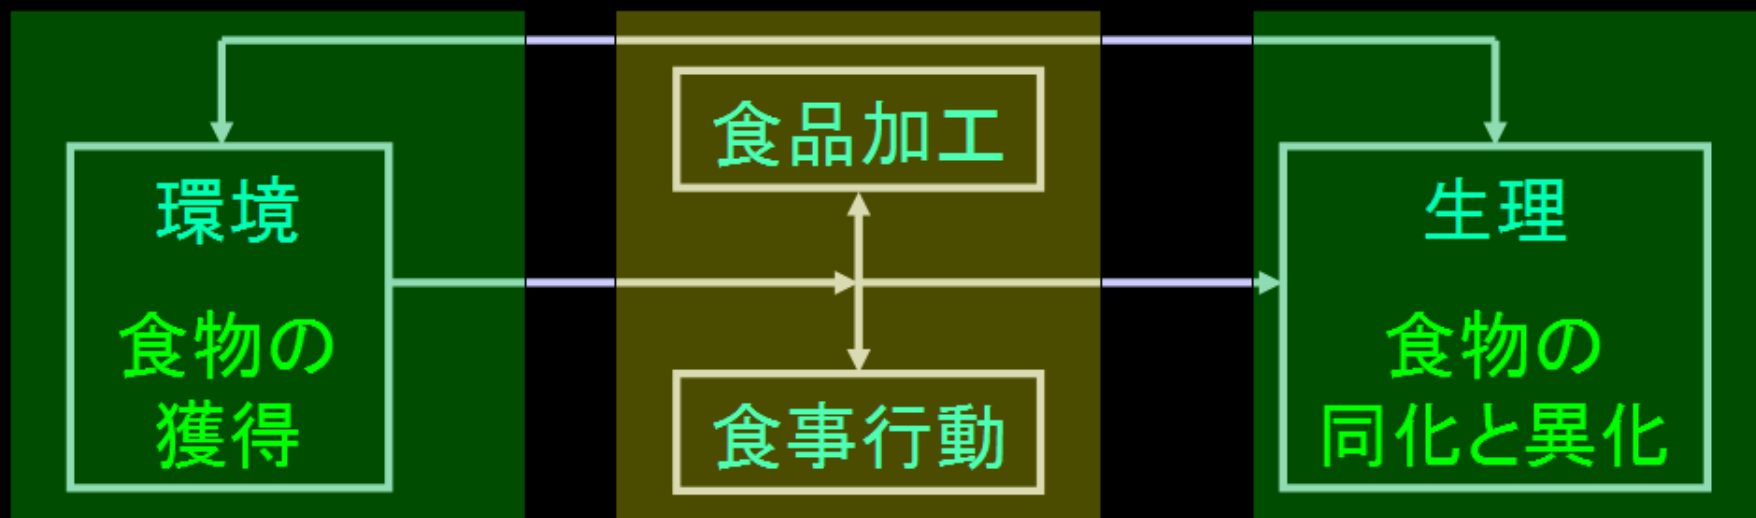 環境
食物の
獲得
食品加工
食事行動
生理
食物の
同化と異化